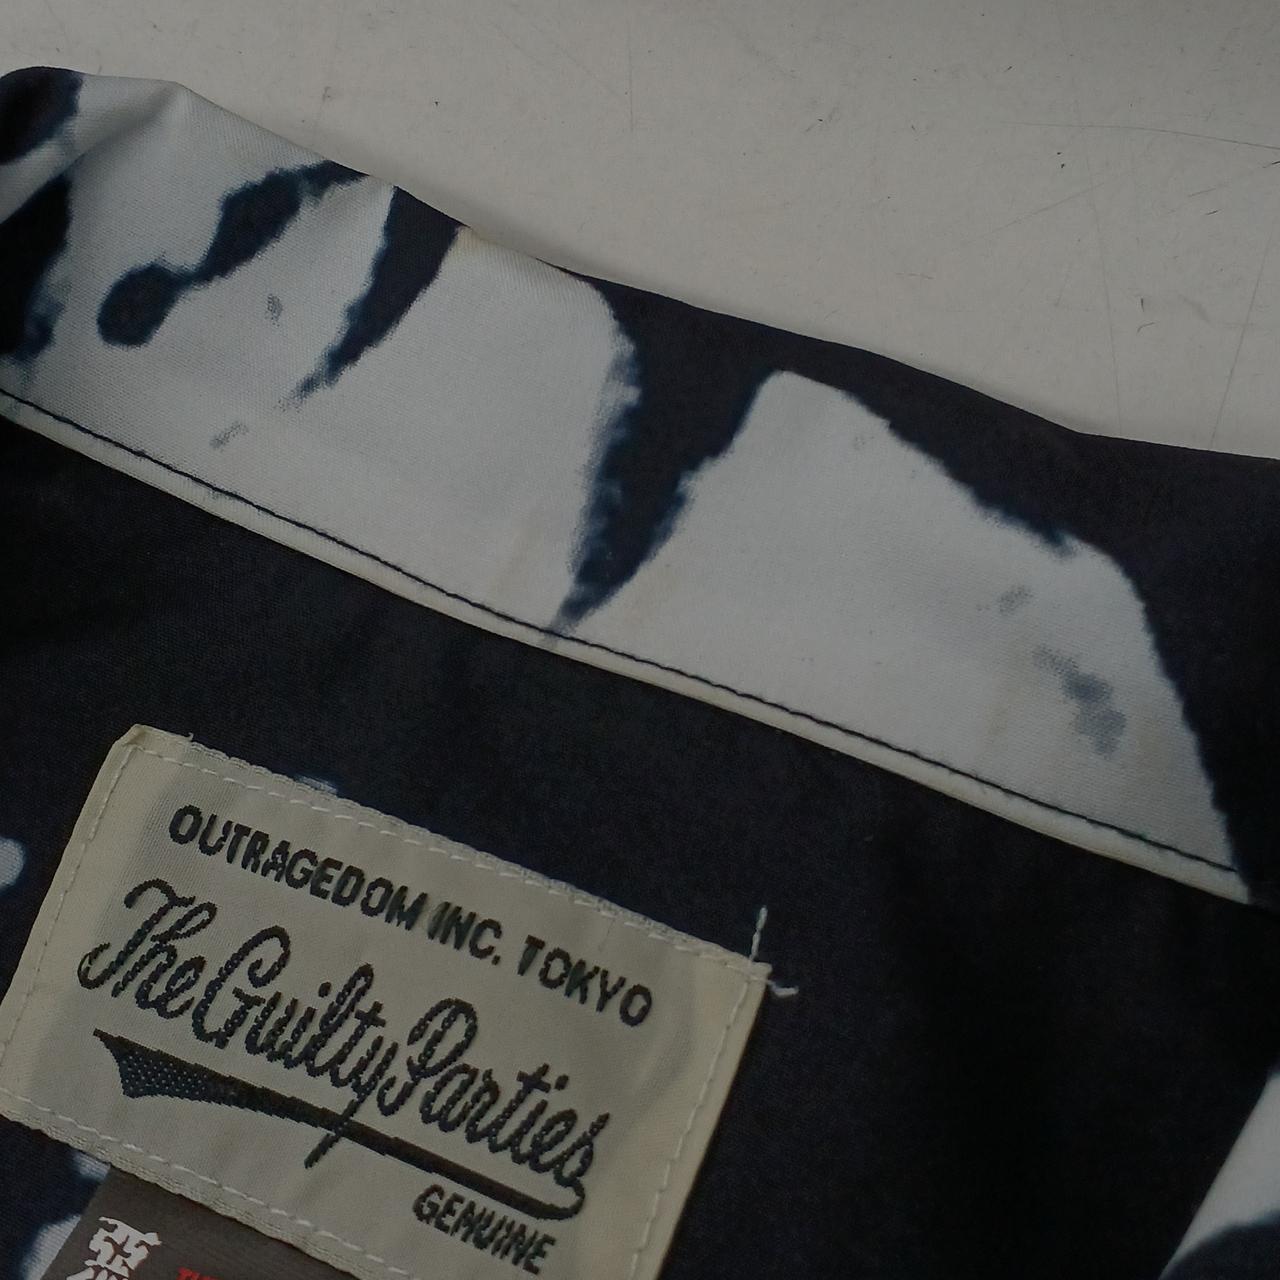 OUTRAGEDOM INC. TOKYO
The Guilty Parties
GENUINE